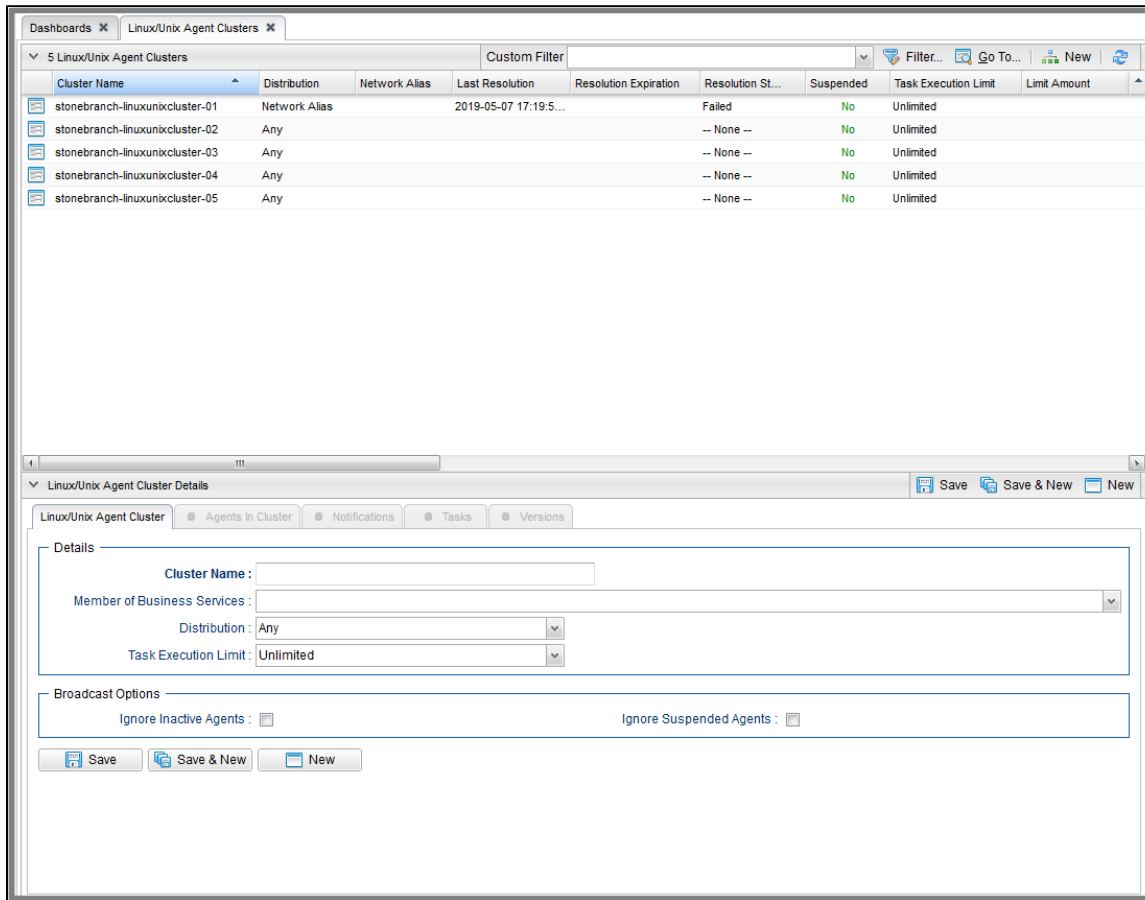 Dashboards Linux/Unix Agent Clusters
5 Linux/Unix Agent Clusters Custom Filter Filter... Go To... New
Cluster Name Distribution Network Alias Last Resolution Resolution Expiration Resolution St... Suspended Task Execution Limit Limit Amount
stonebranch-linuxunixcluster-01 Network Alias 2019-05-07 17:19:5... Failed No Unlimited
stonebranch-linuxunixcluster-02 Any -- None -- No Unlimited
stonebranch-linuxunixcluster-03 Any -- None -- No Unlimited
stonebranch-linuxunixcluster-04 Any -- None -- No Unlimited
stonebranch-linuxunixcluster-05 Any -- None -- No Unlimited
Linux/Unix Agent Cluster Details Save Save & New New
Linux/Unix Agent Cluster Agents In Cluster Notifications Tasks Versions
Details
Cluster Name :
Member of Business Services :
Distribution : Any
Task Execution Limit : Unlimited
Broadcast Options
Ignore Inactive Agents : Ignore Suspended Agents :
Save Save & New New